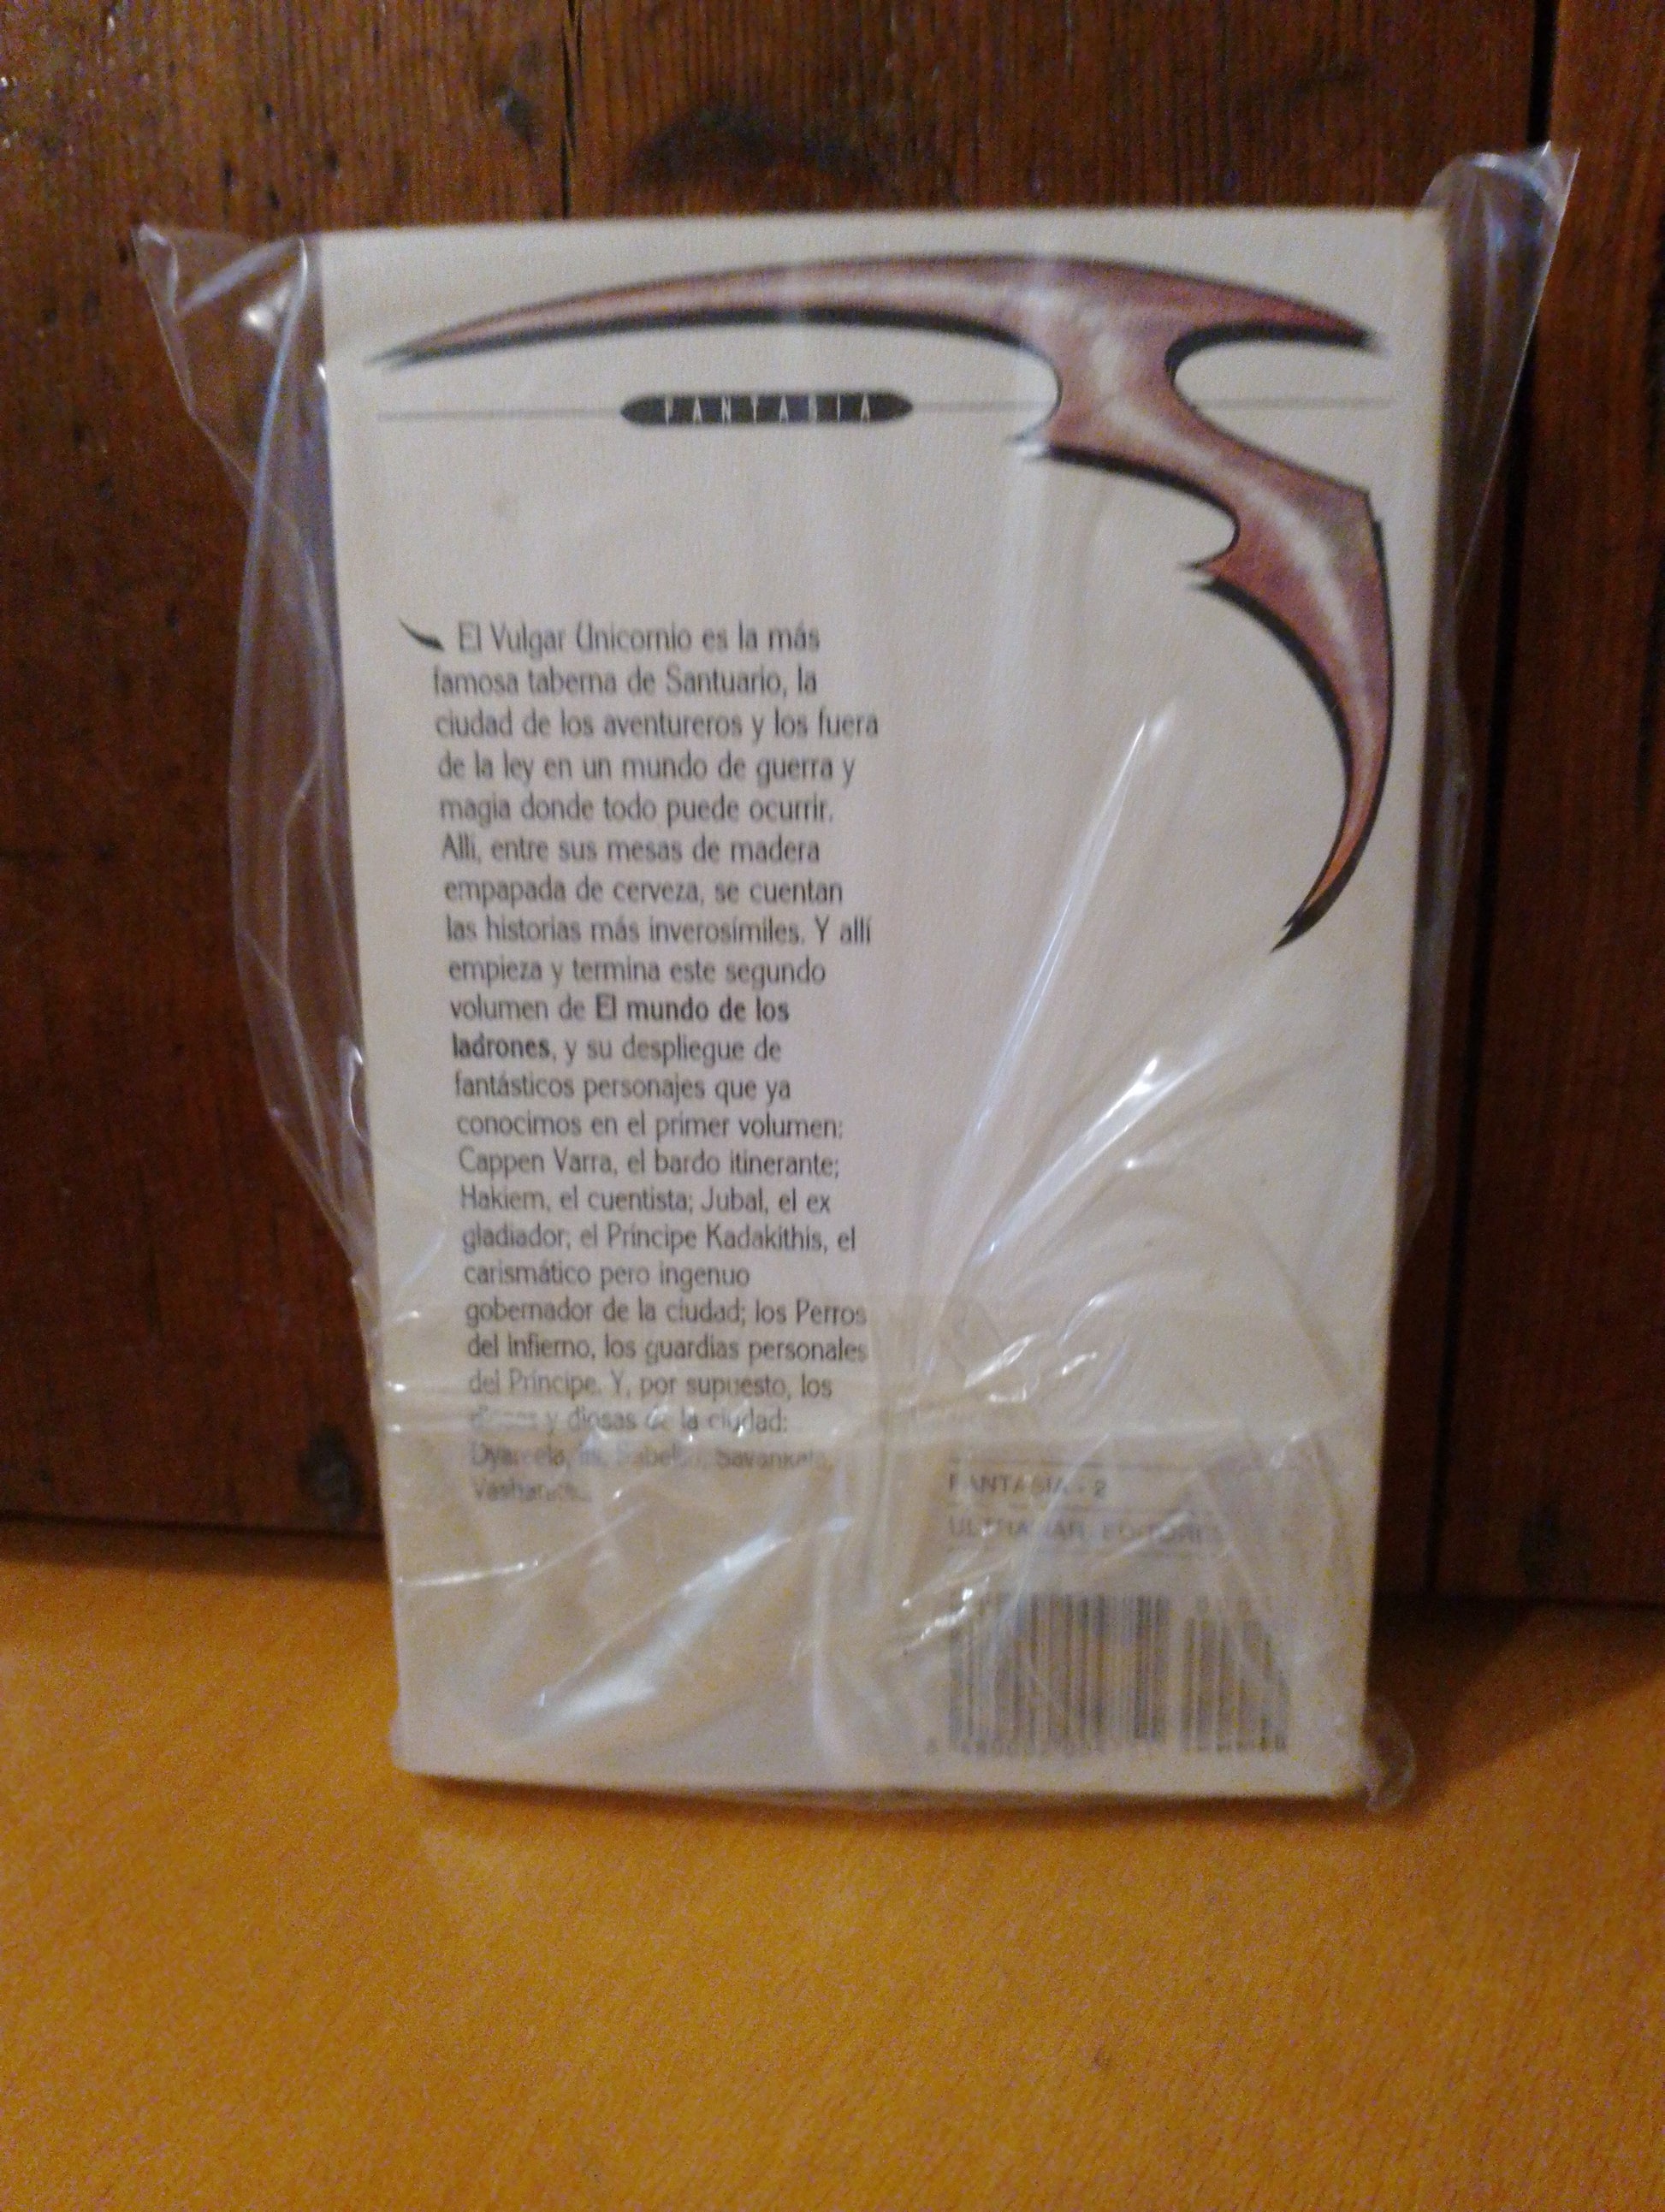 FANTASIA
El Vulgar Unicornio es la más
famosa taberna de Santuario, la
ciudad de los aventureros y los fuera
de la ley en un mundo de guerra y
magia donde todo puede ocurrir.
Allí, entre sus mesas de madera
empapada de cerveza, se cuentan
las historias más inverosímiles. Y allí
empieza y termina este segundo
volumen de El mundo de los
ladrones, y su despliegue de
fantásticos personajes que ya
conocimos en el primer volumen:
Cappen Varra, el bardo itinerante;
Hakiem, el cuentista; Jubal, el ex
gladiador; el Príncipe Kadakithis, el
carismático pero ingenuo
gobernador de la ciudad; los Perros
del Infierno, los guardias personales
del Príncipe. Y, por supuesto, los
y diosas de la ciudad:
FANTASIA - 2
ULTRAMAR EDITORES